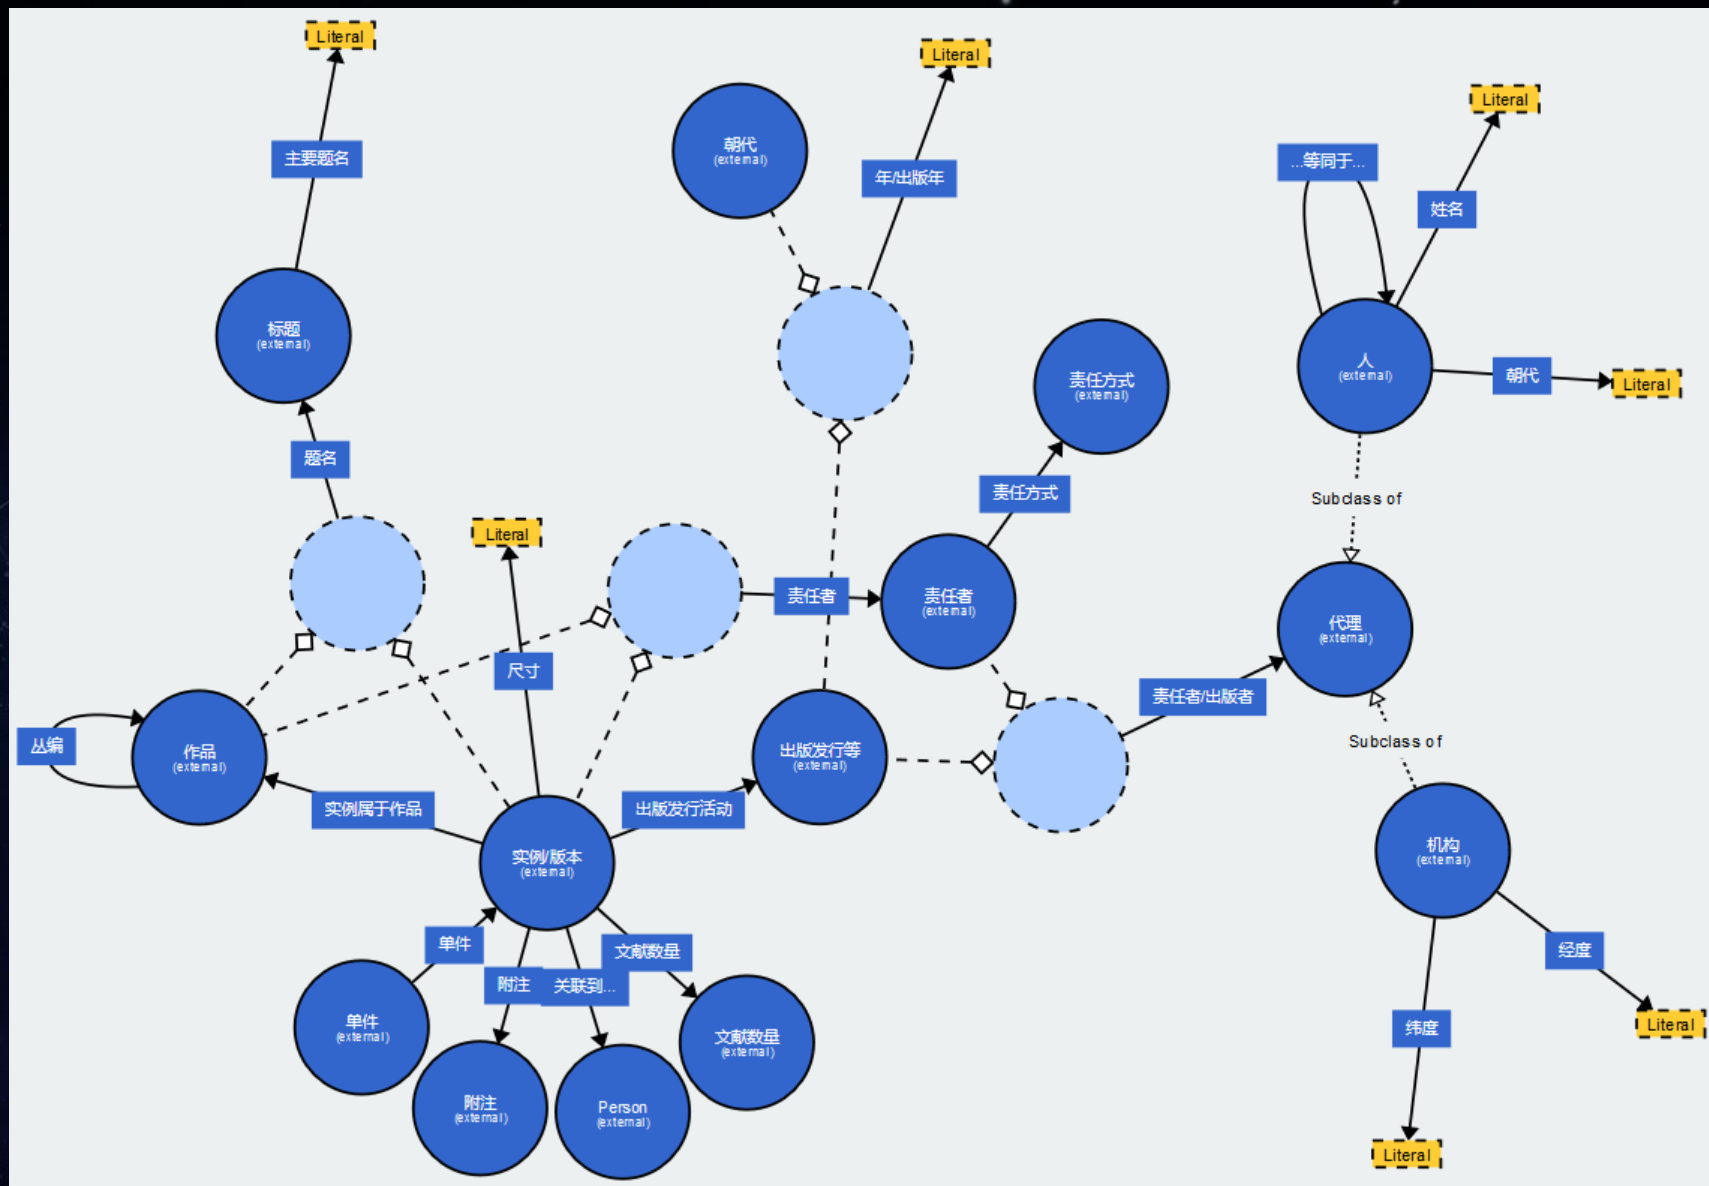 Literal
Literal
Literal
主要题名
朝代
(external)
年/出版年
...等同于...
姓名
标题
(external)
责任方式
(external)
人
(external)
朝代
Literal
题名
责任方式
Subclass of
Literal
责任者
责任者
(external)
代理
(external)
尺寸
责任者/出版者
丛编
作品
(external)
出版发行等
(external)
Subclass of
实例属于作品
出版发行活动
实例/版本
(external)
机构
(external)
单件
文献数量
经度
附注
关联到...
单件
(external)
文献数量
(external)
纬度
Literal
附注
(external)
Person
(external)
Literal